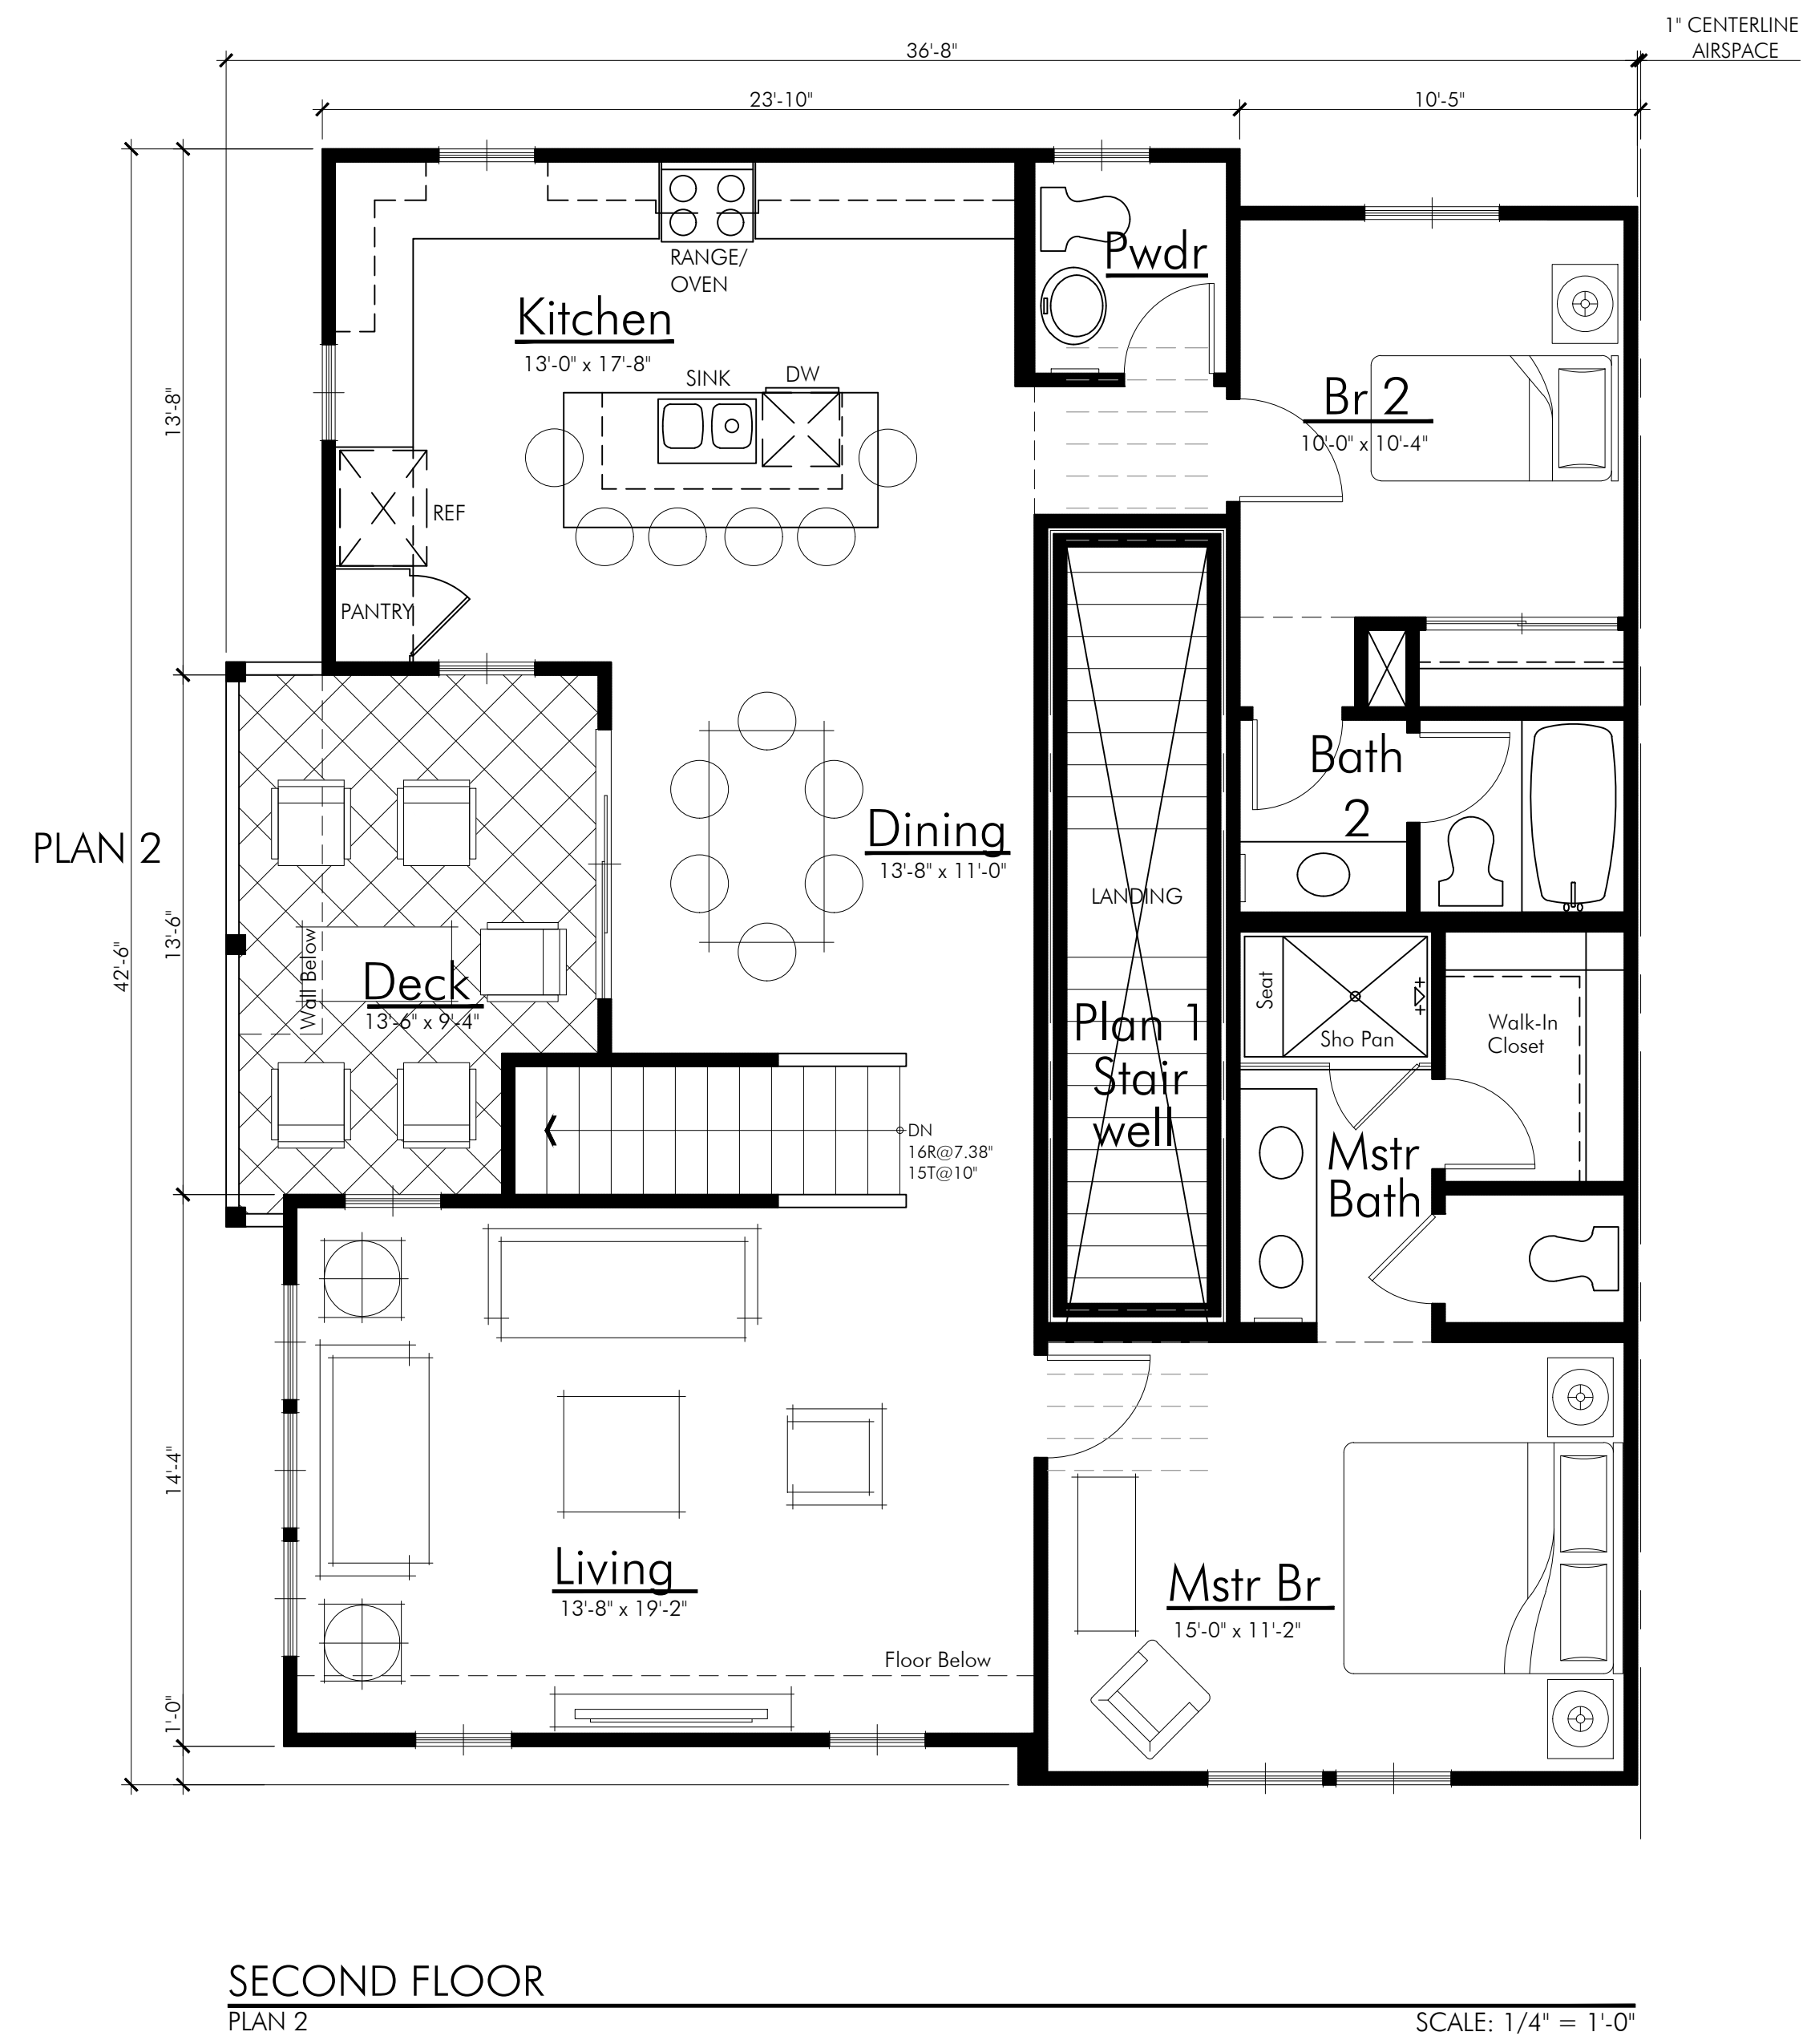 1" CENTERLINE
AIRSPACE
36'-8"
23'-10"
10'-5"
RANGE/
OVEN
Pwdr
Kitchen
13'-0" x 17'-8"
SINK
DW
Br 2
10'-0" x 10'-4"
13'-8"
REF
PANTRY
Bath
2
PLAN 2
Dining
13'-8" x 11'-0"
LANDING
42'-6"
13'-6"
Wall Below
Deck
13'-6" x 9'-4"
Seat
Sho Pan
Walk-In
Closet
Plan 1
Stair
well
DN
16R@7.38"
15T@10"
Mstr
Bath
14'-4"
Living
13'-8" x 19'-2"
Mstr Br
15'-0" x 11'-2"
Floor Below
1'-0"
SECOND FLOOR
PLAN 2
SCALE: 1/4" = 1'-0"